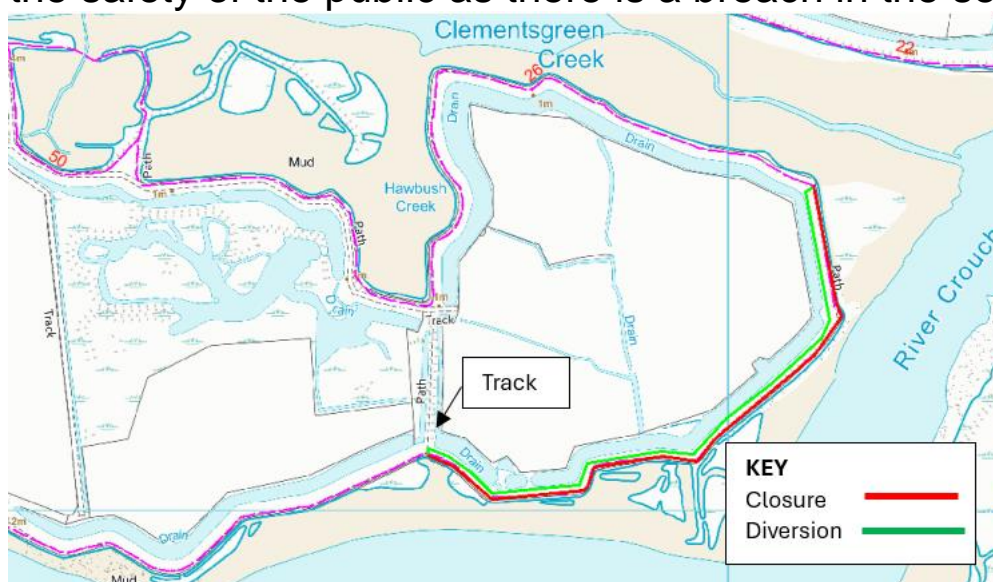 the safety of the public as there is a breach in the se
Clementsgreen
Creek
22
26
1m
Drain
Drain
50
Path
Mud
1m
Hawbush
Creek
Path
Path
River Crouch
Drain
1m
Track
Drain
Track
Path
Track
Drain
KEY
Closure
Diversion
Drain
2m
Mud